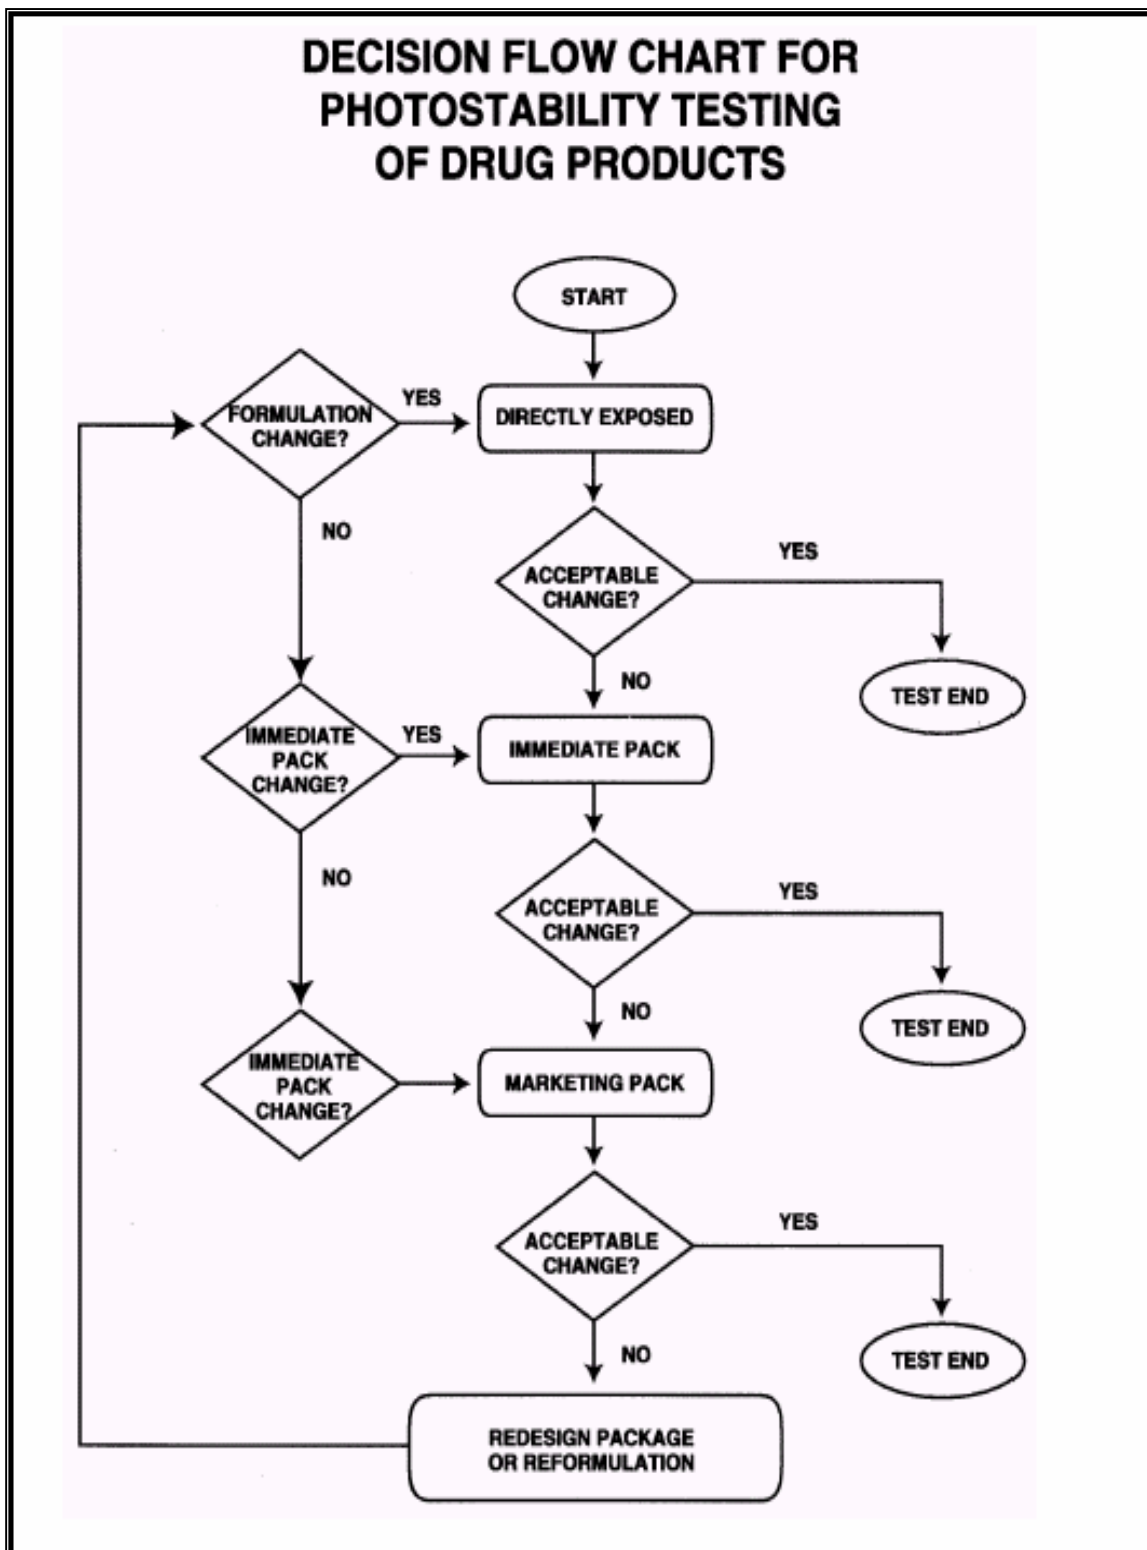 DECISION FLOW CHART FOR
PHOTOSTABILITY TESTING
OF DRUG PRODUCTS
START
FORMULATION
CHANGE?
YES
DIRECTLY EXPOSED
NO
ACCEPTABLE
CHANGE?
YES
TEST END
NO
IMMEDIATE
PACK
CHANGE?
YES
IMMEDIATE PACK
NO
ACCEPTABLE
CHANGE?
YES
TEST END
NO
IMMEDIATE
PACK
CHANGE?
MARKETING PACK
ACCEPTABLE
CHANGE?
YES
TEST END
NO
REDESIGN PACKAGE
OR REFORMULATION